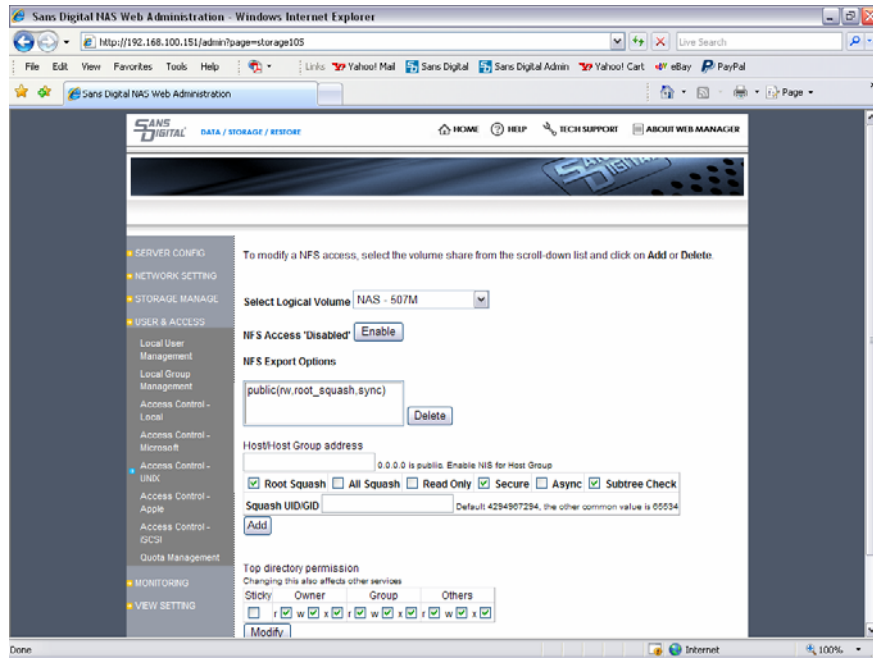 Sans Digital NAS Web Administration - Windows Internet Explorer
http://192.168.100.151/admin?page=storage105
Live Search
File Edit View Favorites Tools Help
Links Yahoo! Mail Sans Digital Sans Digital Admin Yahoo! Cart eBay PayPal
Sans Digital NAS Web Administration
Page
SANS DIGITAL DATA / STORAGE / RESTORE
HOME HELP TECH SUPPORT ABOUT WEB MANAGER
SANS DIGITAL
SERVER CONFIG
NETWORK SETTING
STORAGE MANAGE
USER & ACCESS
Local User
Management
Local Group
Management
Access Control -
Local
Access Control -
Microsoft
Access Control -
UNIX
Access Control -
Apple
Access Control -
iSCSI
Quota Management
MONITORING
VIEW SETTING
To modify a NFS access, select the volume share from the scroll-down list and click on Add or Delete.
Select Logical Volume NAS - 507M
NFS Access 'Disabled' Enable
NFS Export Options
public(rw,root_squash,sync)
Delete
Host/Host Group address
0.0.0.0 is public. Enable NIS for Host Group
Root Squash All Squash Read Only Secure Async Subtree Check
Squash UID/GID Default 4294967294, the other common value is 65534
Add
Top directory permission
Changing this also affects other services
Sticky Owner Group Others
r w x r w x r w x
Modify
Done
Internet
100%